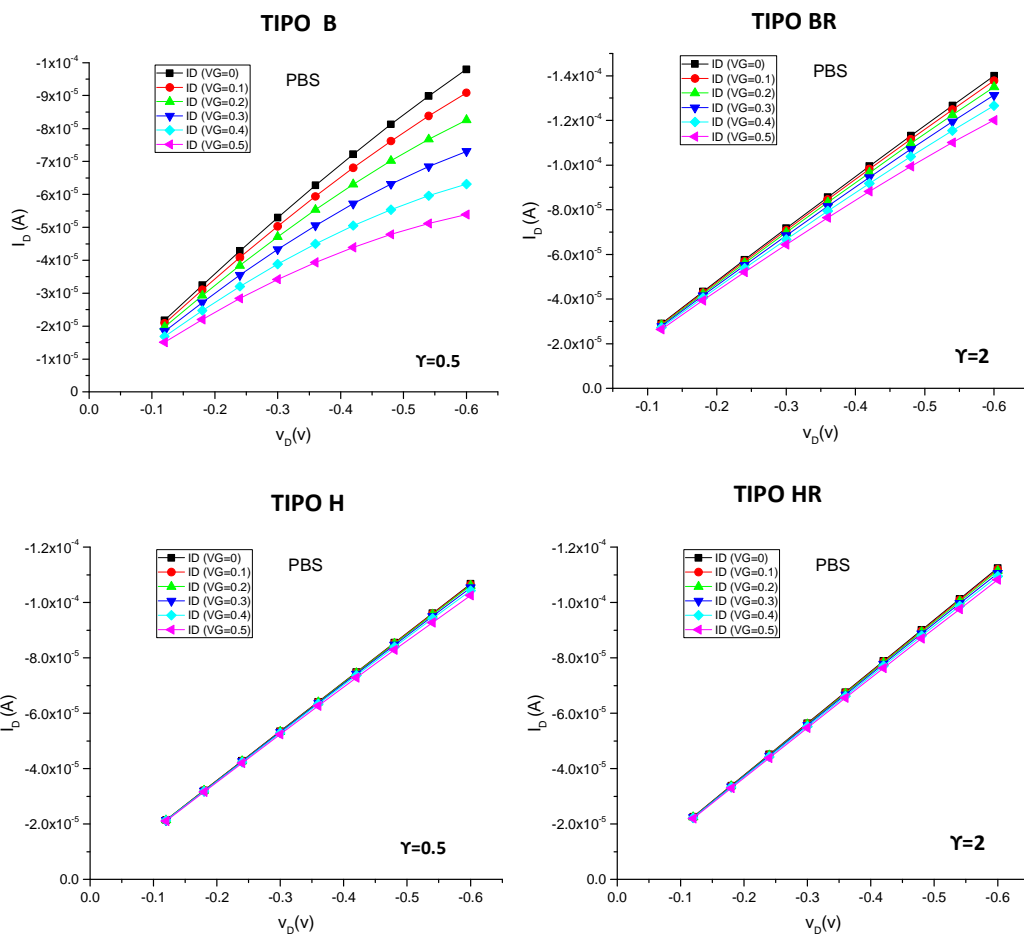 TIPO B
-1x10⁻⁴
-9x10⁻⁵
-8x10⁻⁵
-7x10⁻⁵
-6x10⁻⁵
-5x10⁻⁵
-4x10⁻⁵
-3x10⁻⁵
-2x10⁻⁵
-1x10⁻⁵
0
I_D (A)
ID (VG=0)
ID (VG=0.1)
ID (VG=0.2)
ID (VG=0.3)
ID (VG=0.4)
ID (VG=0.5)
PBS
ϒ=0.5
0.0 -0.1 -0.2 -0.3 -0.4 -0.5 -0.6
v_D(v)
TIPO BR
-1.4x10⁻⁴
-1.2x10⁻⁴
-1.0x10⁻⁴
-8.0x10⁻⁵
-6.0x10⁻⁵
-4.0x10⁻⁵
-2.0x10⁻⁵
0.0
I_D (A)
ID (VG=0)
ID (VG=0.1)
ID (VG=0.2)
ID (VG=0.3)
ID (VG=0.4)
ID (VG=0.5)
PBS
ϒ=2
-0.1 -0.2 -0.3 -0.4 -0.5 -0.6
v_D(v)
TIPO H
-1.2x10⁻⁴
-1.0x10⁻⁴
-8.0x10⁻⁵
-6.0x10⁻⁵
-4.0x10⁻⁵
-2.0x10⁻⁵
0.0
I_D (A)
ID (VG=0)
ID (VG=0.1)
ID (VG=0.2)
ID (VG=0.3)
ID (VG=0.4)
ID (VG=0.5)
PBS
ϒ=0.5
0.0 -0.1 -0.2 -0.3 -0.4 -0.5 -0.6
v_D(v)
TIPO HR
-1.2x10⁻⁴
-1.0x10⁻⁴
-8.0x10⁻⁵
-6.0x10⁻⁵
-4.0x10⁻⁵
-2.0x10⁻⁵
0.0
I_D (A)
ID (VG=0)
ID (VG=0.1)
ID (VG=0.2)
ID (VG=0.3)
ID (VG=0.4)
ID (VG=0.5)
PBS
ϒ=2
0.0 -0.1 -0.2 -0.3 -0.4 -0.5 -0.6
v_D(v)